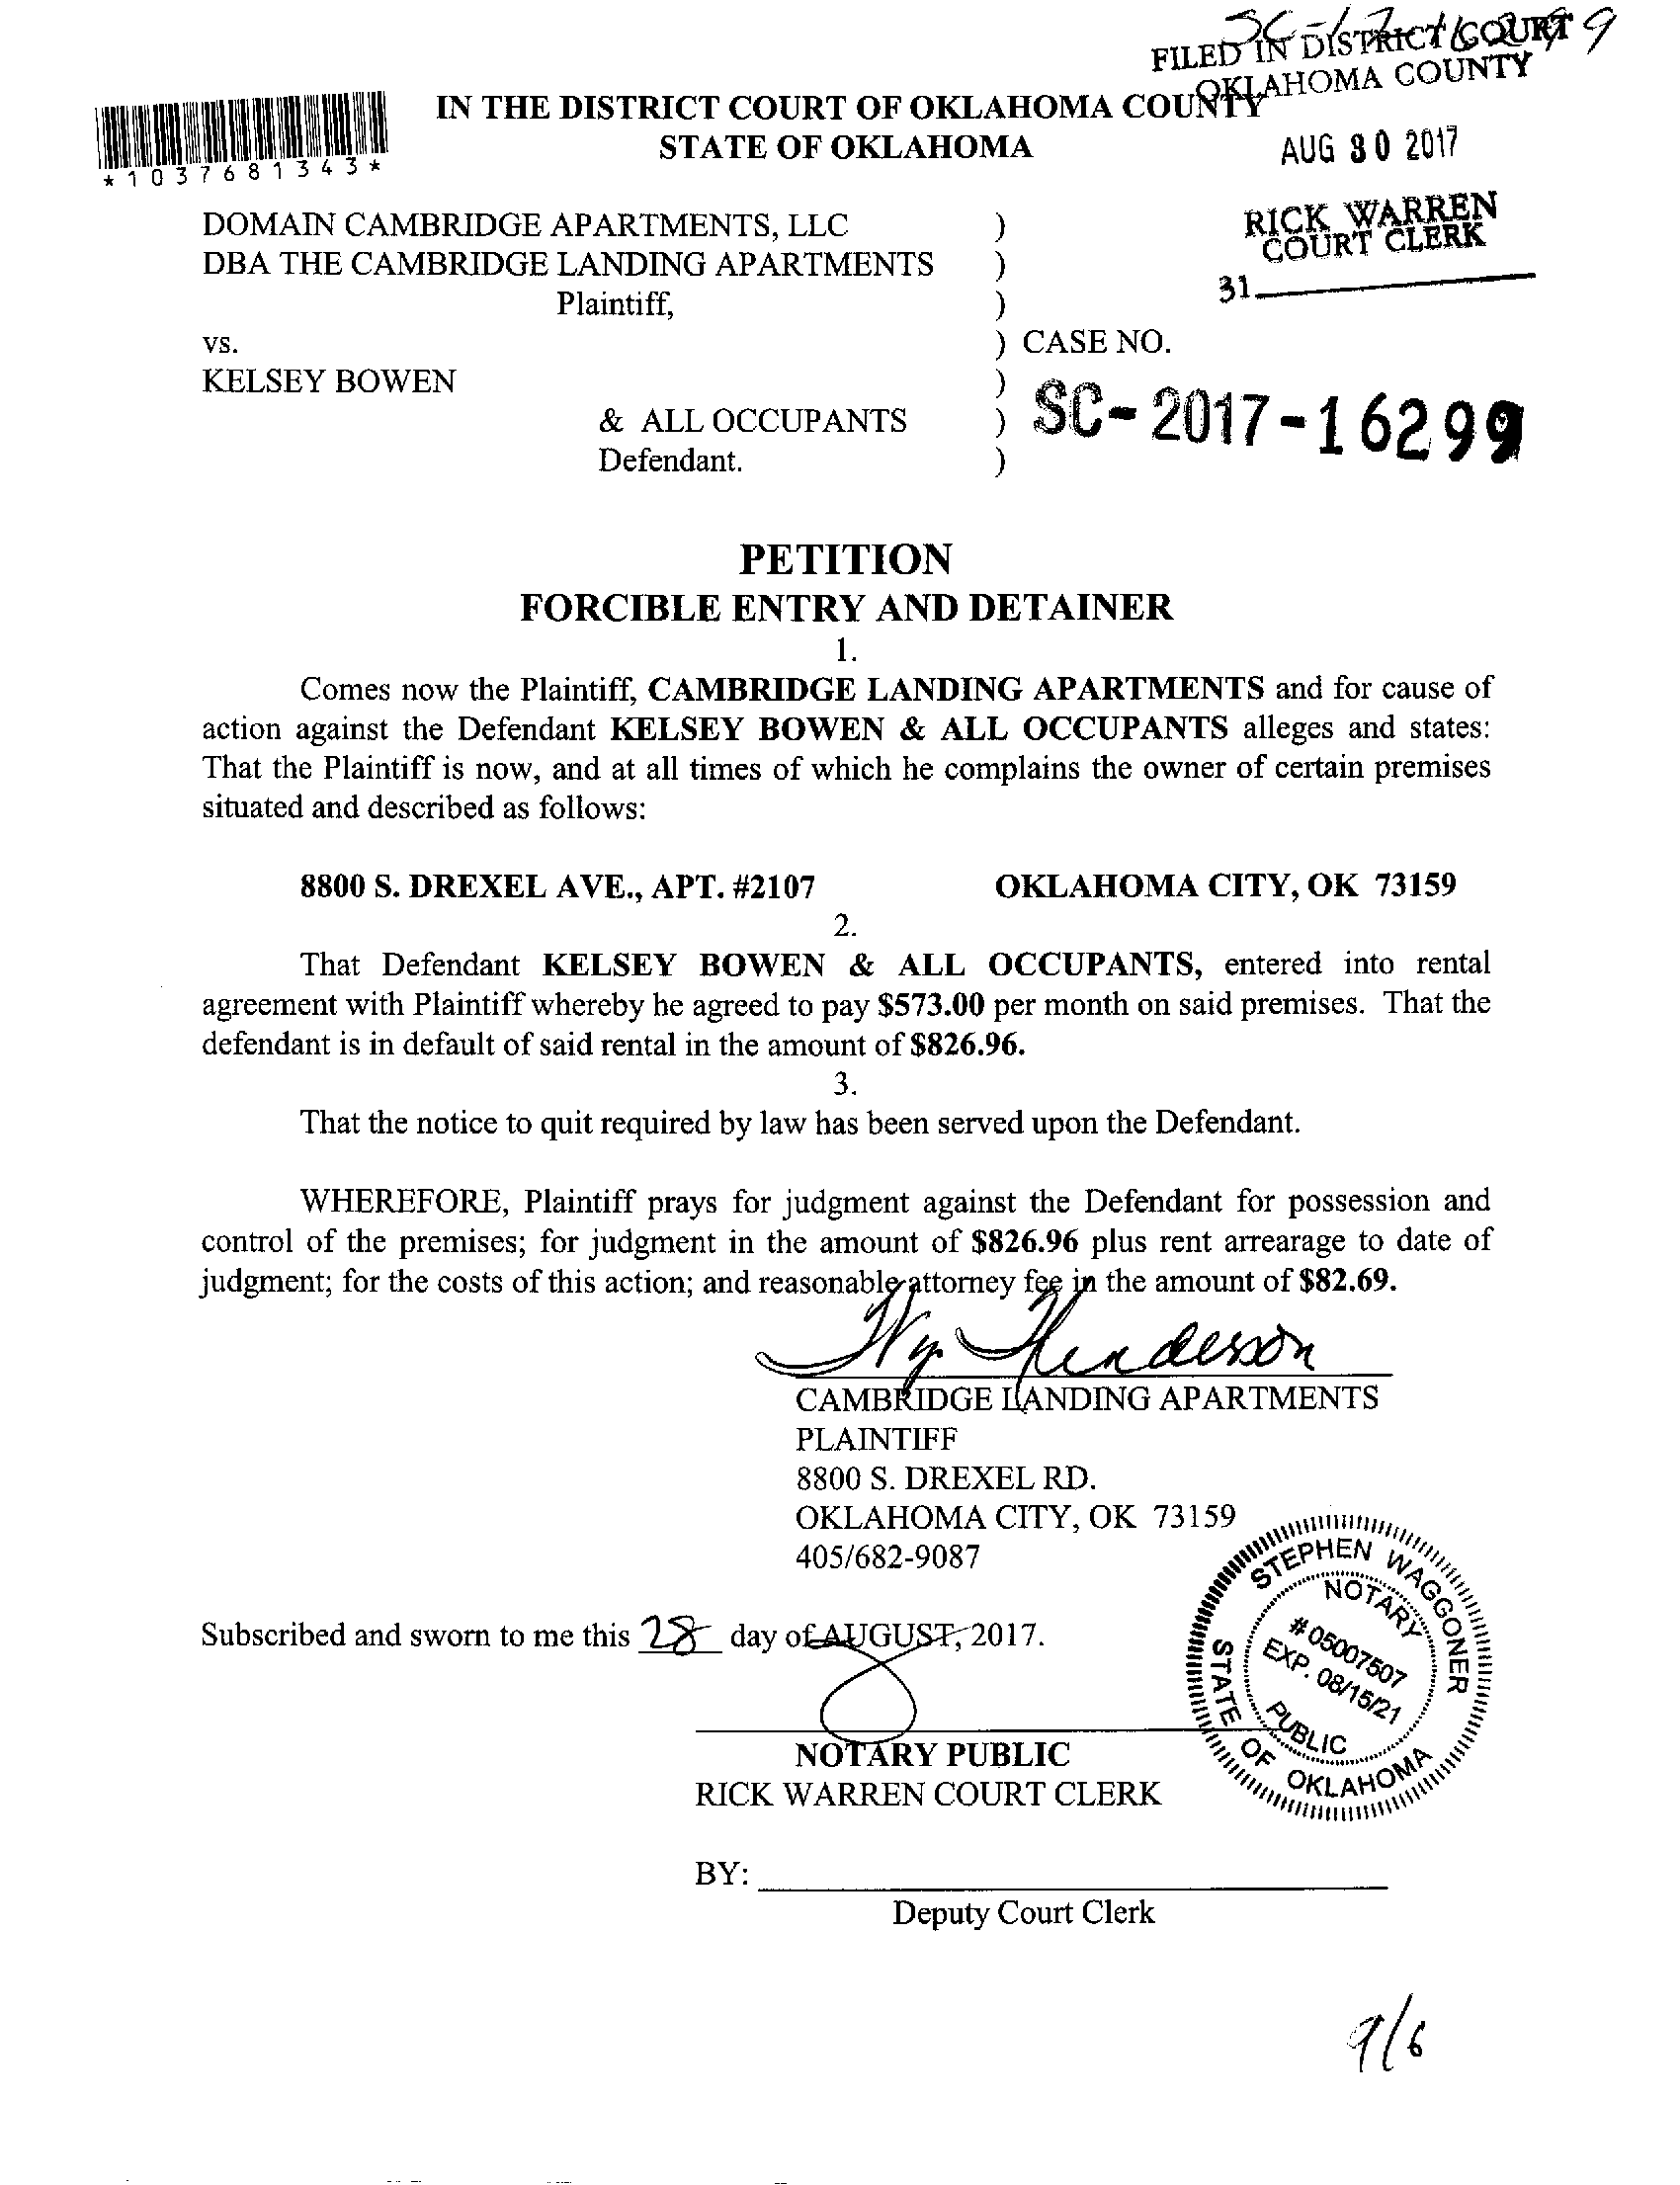 SC-17-16299
FILED IN DISTRICT COURT
OKLAHOMA COUNTY
IN THE DISTRICT COURT OF OKLAHOMA COUNTY
STATE OF OKLAHOMA
AUG 30 2017
*1037681343*
RICK WARREN
COURT CLERK
31
DOMAIN CAMBRIDGE APARTMENTS, LLC )
DBA THE CAMBRIDGE LANDING APARTMENTS )
Plaintiff, )
vs. ) CASE NO.
KELSEY BOWEN )
& ALL OCCUPANTS ) SC-2017-16299
Defendant. )
PETITION
FORCIBLE ENTRY AND DETAINER
1.
Comes now the Plaintiff, CAMBRIDGE LANDING APARTMENTS and for cause of
action against the Defendant KELSEY BOWEN & ALL OCCUPANTS alleges and states:
That the Plaintiff is now, and at all times of which he complains the owner of certain premises
situated and described as follows:
8800 S. DREXEL AVE., APT. #2107 OKLAHOMA CITY, OK 73159
2.
That Defendant KELSEY BOWEN & ALL OCCUPANTS, entered into rental
agreement with Plaintiff whereby he agreed to pay $573.00 per month on said premises. That the
defendant is in default of said rental in the amount of $826.96.
3.
That the notice to quit required by law has been served upon the Defendant.
WHEREFORE, Plaintiff prays for judgment against the Defendant for possession and
control of the premises; for judgment in the amount of $826.96 plus rent arrearage to date of
judgment; for the costs of this action; and reasonable attorney fee in the amount of $82.69.
Henderson
CAMBRIDGE LANDING APARTMENTS
PLAINTIFF
8800 S. DREXEL RD.
OKLAHOMA CITY, OK 73159
405/682-9087
Subscribed and sworn to me this 28 day of AUGUST, 2017.
STEPHEN WAGGONER
NOTARY
#05007507
EXP. 08/15/21
PUBLIC
STATE OF OKLAHOMA
NOTARY PUBLIC
RICK WARREN COURT CLERK
BY:
Deputy Court Clerk
9/6